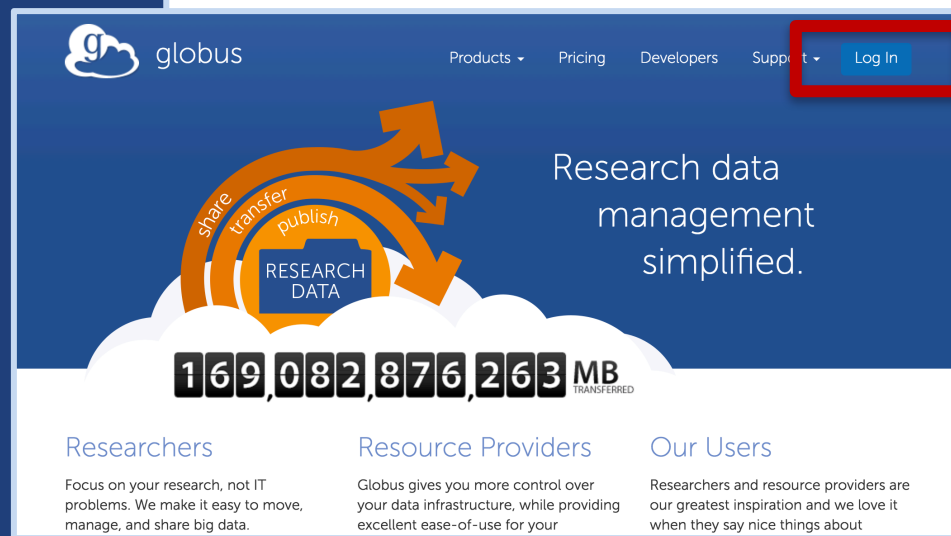 g globus
Products Pricing Developers Support Log In
share
transfer
publish
RESEARCH
DATA
Research data
management
simplified.
169,082,876,263 MB
TRANSFERRED
Researchers
Focus on your research, not IT
problems. We make it easy to move,
manage, and share big data.
Resource Providers
Globus gives you more control over
your data infrastructure, while providing
excellent ease-of-use for your
Our Users
Researchers and resource providers are
our greatest inspiration and we love it
when they say nice things about